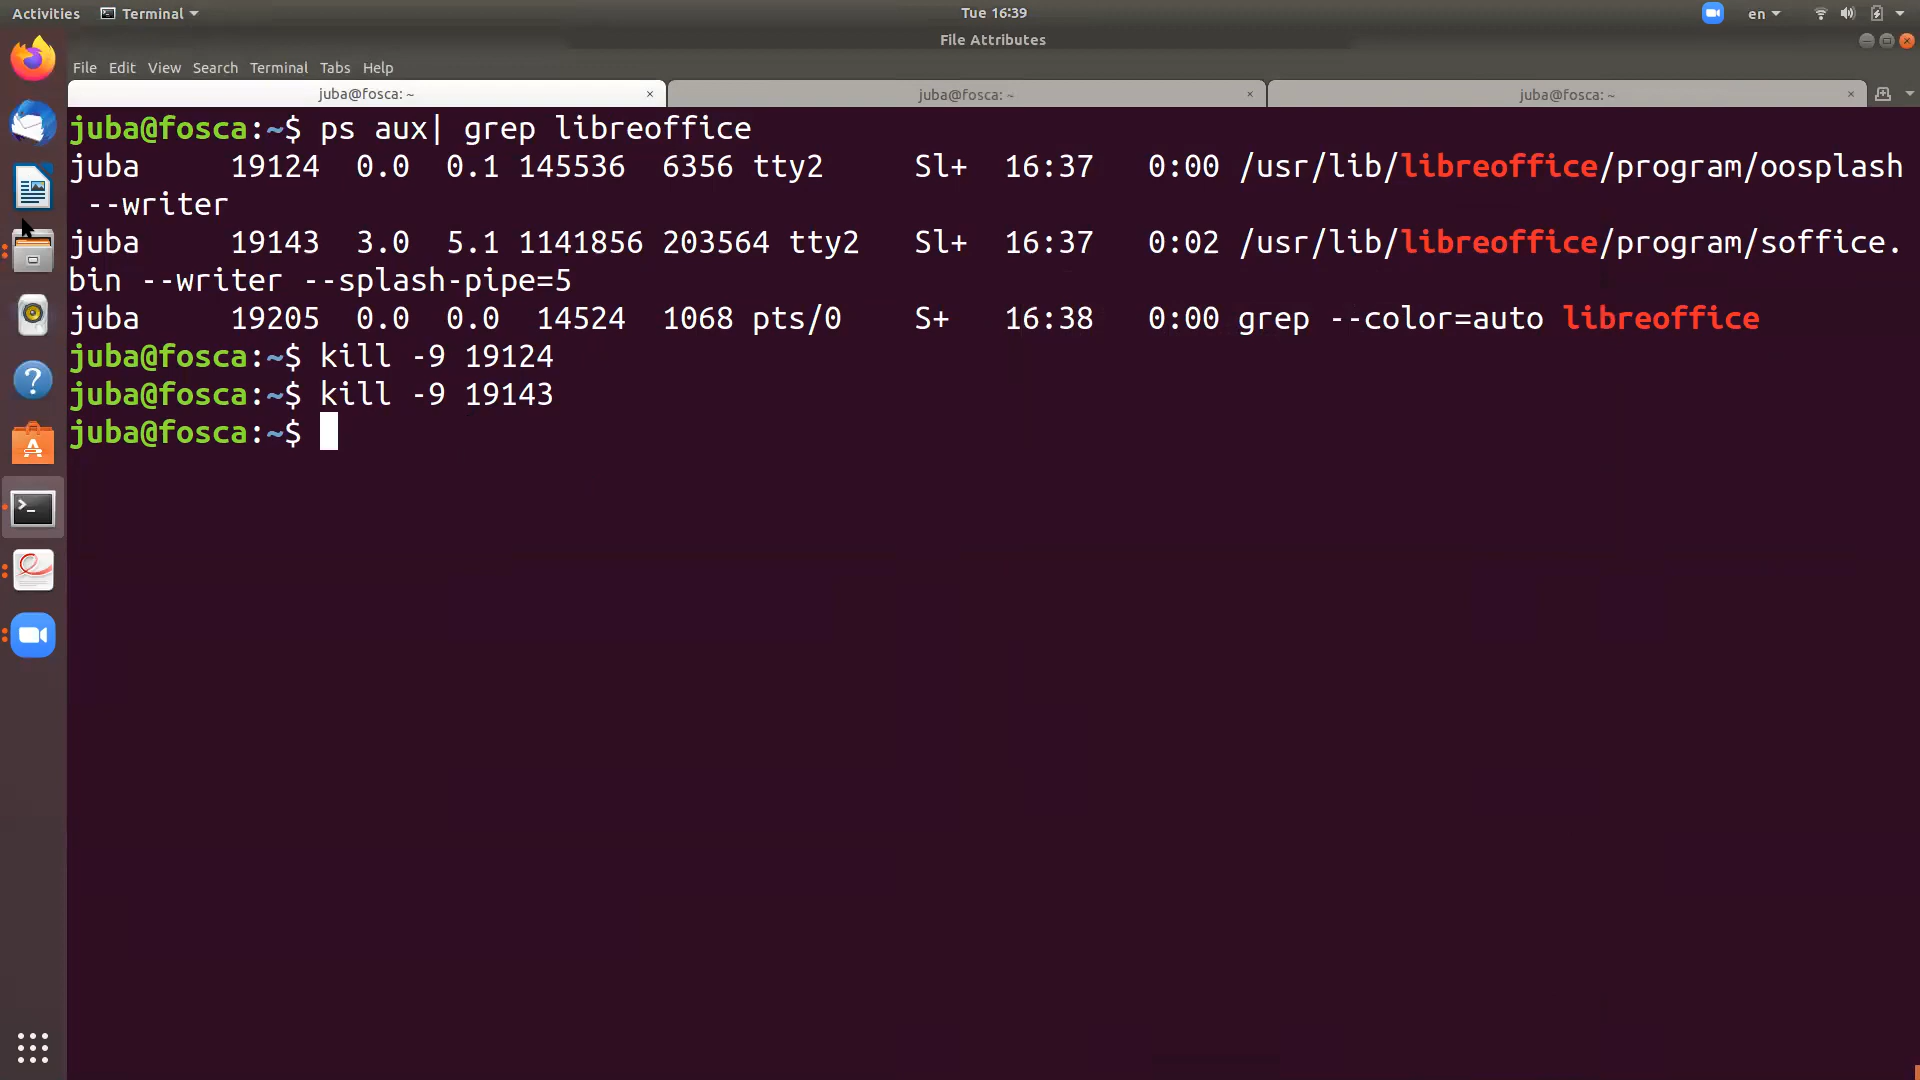 Activities Terminal Tue 16:39 en
File Attributes
File Edit View Search Terminal Tabs Help
juba@fosca: ~ × juba@fosca: ~ × juba@fosca: ~ ×
juba@fosca:~$ ps aux| grep libreoffice
juba 19124 0.0 0.1 145536 6356 tty2 Sl+ 16:37 0:00 /usr/lib/libreoffice/program/oosplash
--writer
juba 19143 3.0 5.1 1141856 203564 tty2 Sl+ 16:37 0:02 /usr/lib/libreoffice/program/soffice.
bin --writer --splash-pipe=5
juba 19205 0.0 0.0 14524 1068 pts/0 S+ 16:38 0:00 grep --color=auto libreoffice
juba@fosca:~$ kill -9 19124
juba@fosca:~$ kill -9 19143
juba@fosca:~$